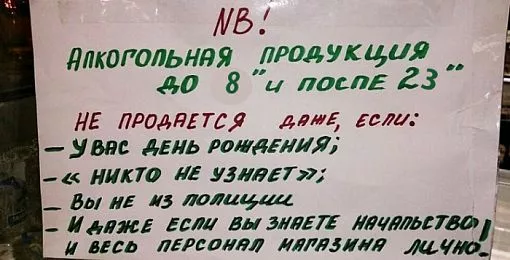 NB!
Алкогольная продукция
до 8" и после 23"
не продается даже, если:
– У вас день рождения;
– « никто не узнает»;
– Вы не из полиции
– И даже если вы знаете начальство
и весь персонал магазина лично!